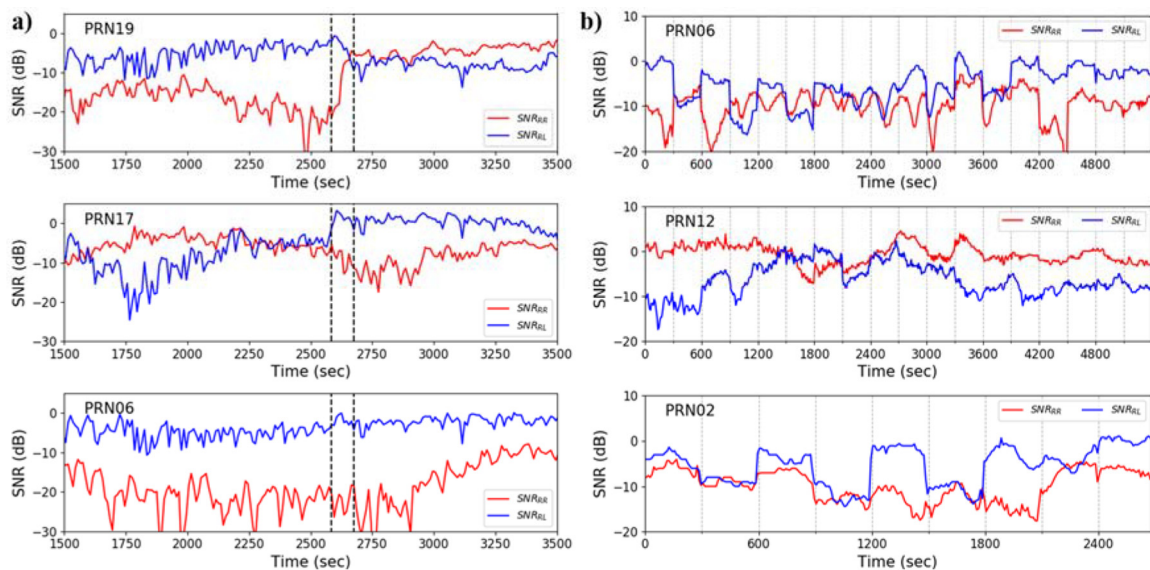 a)
PRN19
0
−10
−20
−30
SNR (dB)
SNR_RR
SNR_RL
1500 1750 2000 2250 2500 2750 3000 3250 3500
Time (sec)
PRN17
0
−10
−20
−30
SNR (dB)
SNR_RR
SNR_RL
1500 1750 2000 2250 2500 2750 3000 3250 3500
Time (sec)
PRN06
0
−10
−20
−30
SNR (dB)
SNR_RR
SNR_RL
1500 1750 2000 2250 2500 2750 3000 3250 3500
Time (sec)
b)
PRN06
10
0
−10
−20
SNR (dB)
SNR_RR SNR_RL
0 600 1200 1800 2400 3000 3600 4200 4800
Time (sec)
PRN12
10
0
−10
−20
SNR (dB)
SNR_RR SNR_RL
0 600 1200 1800 2400 3000 3600 4200 4800
Time (sec)
PRN02
10
0
−10
−20
SNR (dB)
SNR_RR SNR_RL
0 600 1200 1800 2400
Time (sec)